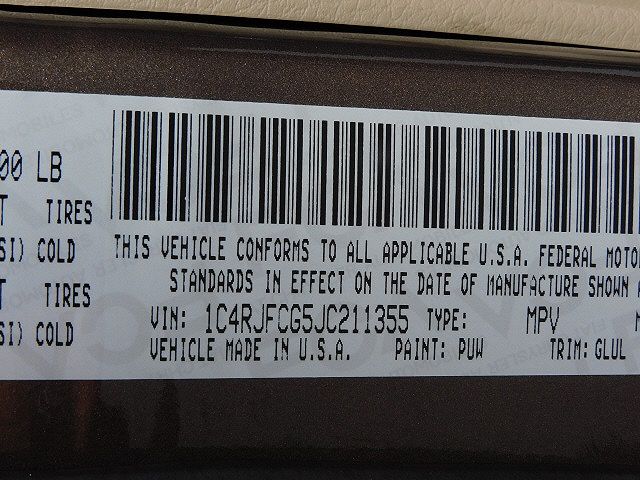 00 LB
T TIRES
SI) COLD
T TIRES
SI) COLD
THIS VEHICLE CONFORMS TO ALL APPLICABLE U.S.A. FEDERAL MOTO
STANDARDS IN EFFECT ON THE DATE OF MANUFACTURE SHOWN A
VIN: 1C4RJFCG5JC211355 TYPE: MPV M
VEHICLE MADE IN U.S.A. PAINT: PUW TRIM: GLUL